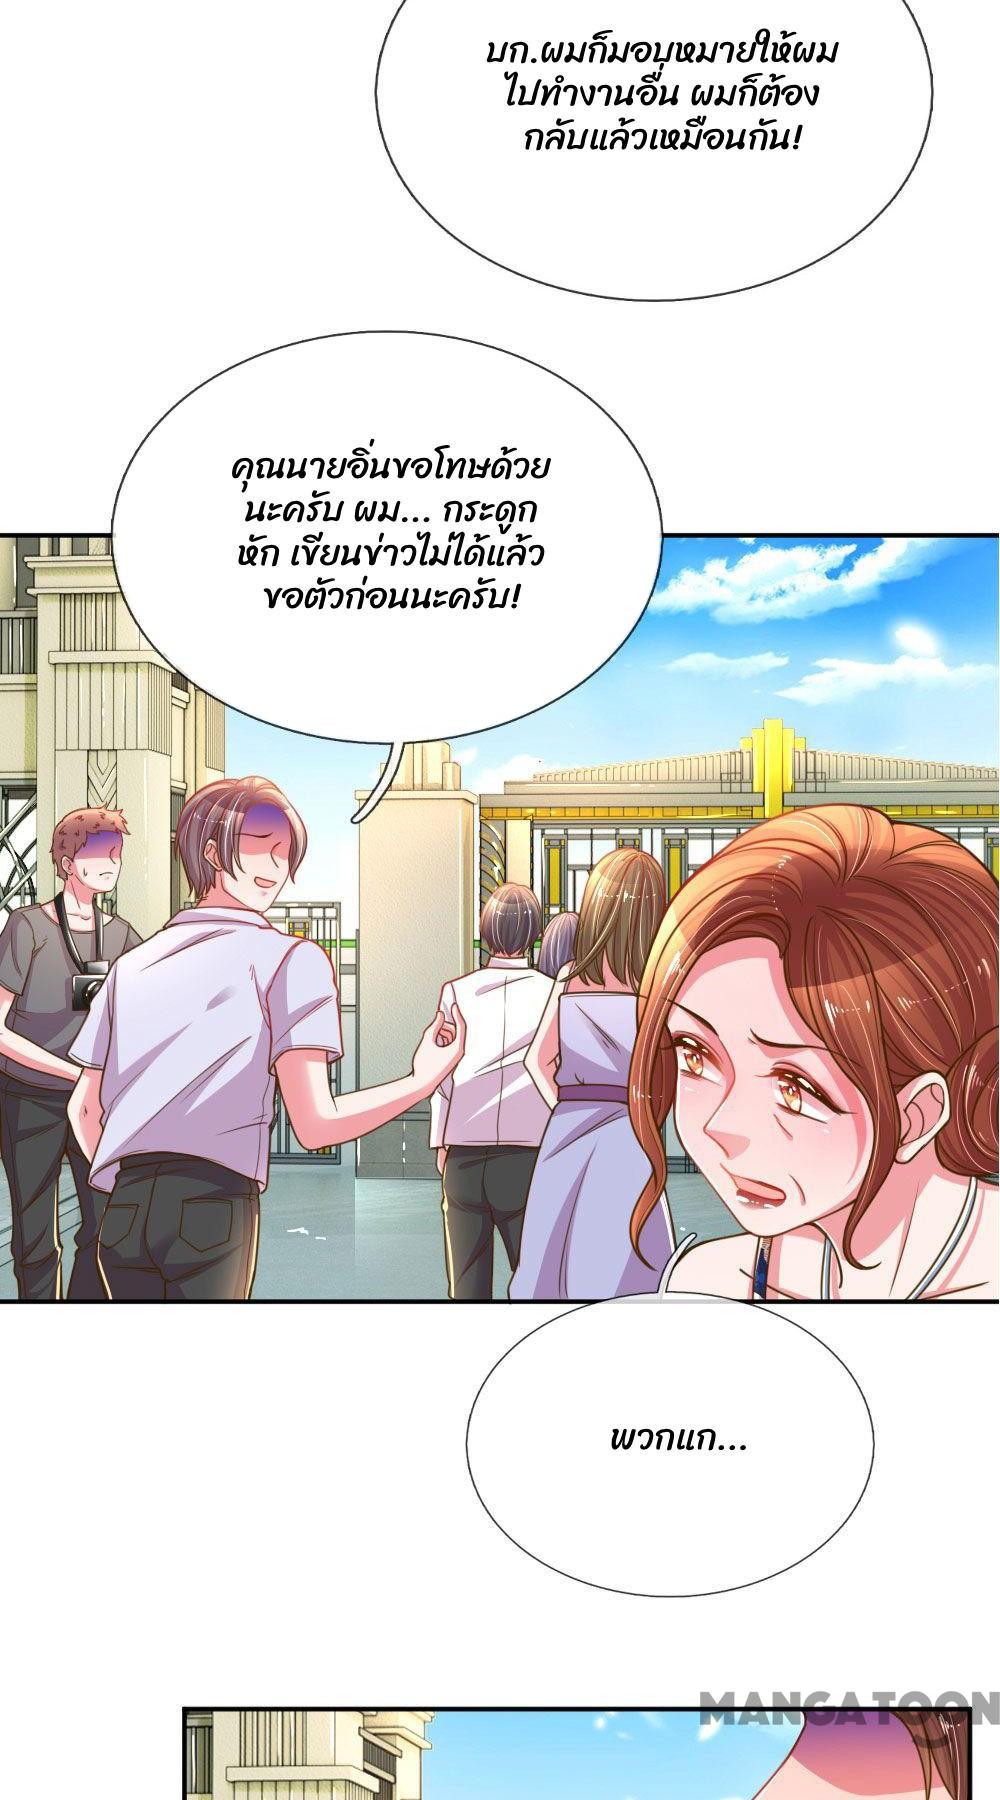 บก.ผมก็มอบหมายให้ผม
ไปทำงานอื่น ผมก็ต้อง
กลับแล้วเหมือนกัน!
คุณนายอิ่นขอโทษด้วย
นะครับ ผม... กระดูก
หัก เขียนข่าวไม่ได้แล้ว
ขอตัวก่อนนะครับ!
พวกแก...
MANGATOON